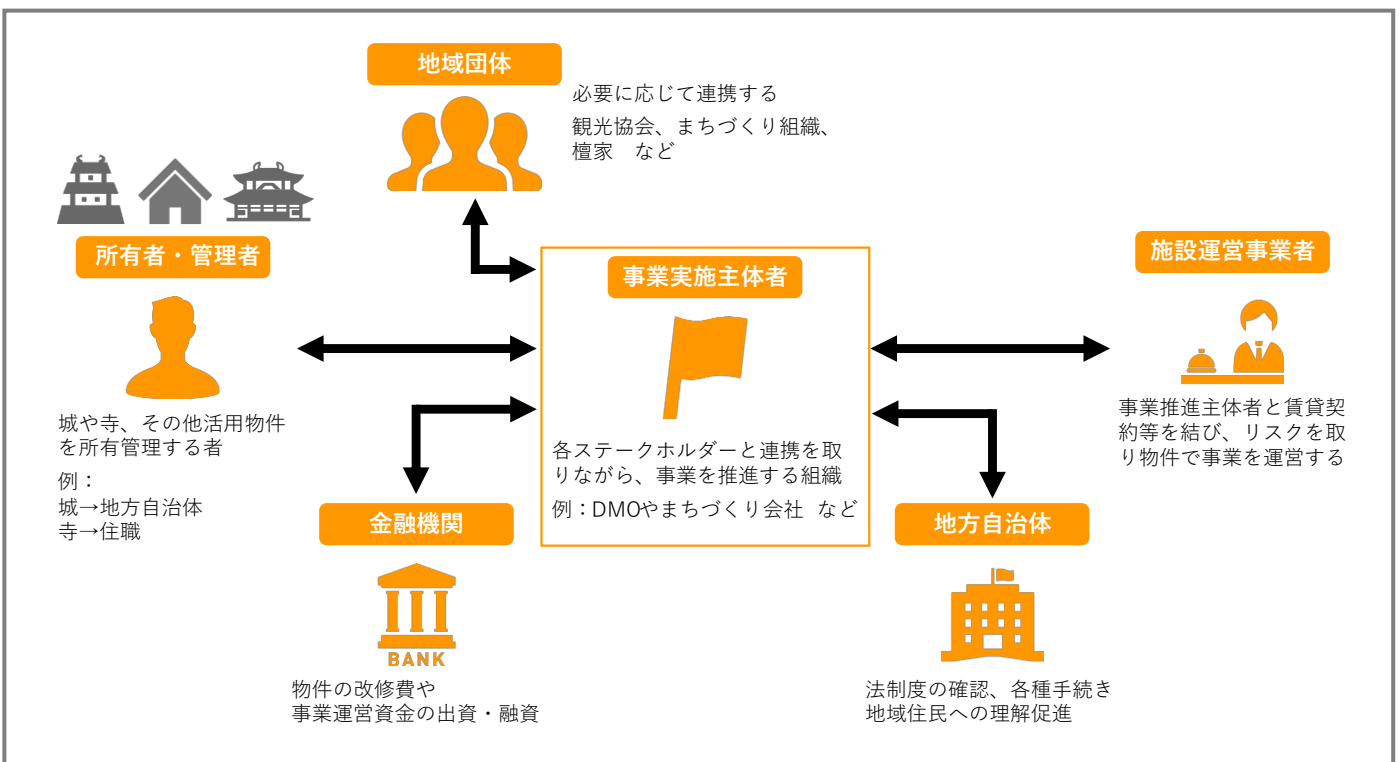 地域団体
必要に応じて連携する
観光協会、まちづくり組織、
檀家　など
所有者・管理者
城や寺、その他活用物件
を所有管理する者
例：
城→地方自治体
寺→住職
事業実施主体者
各ステークホルダーと連携を取
りながら、事業を推進する組織
例：DMOやまちづくり会社 など
施設運営事業者
事業推進主体者と賃貸契
約等を結び、リスクを取
り物件で事業を運営する
金融機関
BANK
物件の改修費や
事業運営資金の出資・融資
地方自治体
法制度の確認、各種手続き
地域住民への理解促進